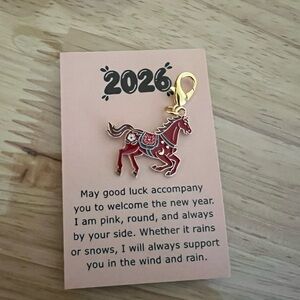 2026
May good luck accompany
you to welcome the new year.
I am pink, round, and always
by your side. Whether it rains
or snows, I will always support
you in the wind and rain.